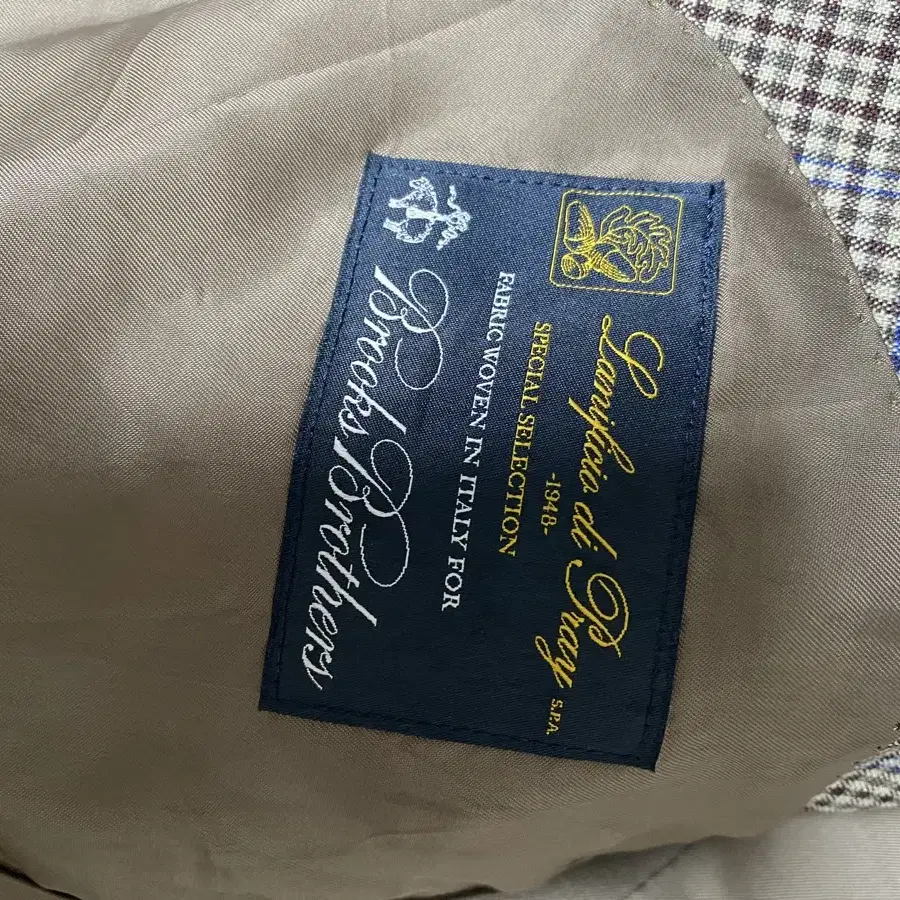 Lanificio di Pray S.P.A.
-1948-
SPECIAL SELECTION
FABRIC WOVEN IN ITALY FOR
Brooks Brothers